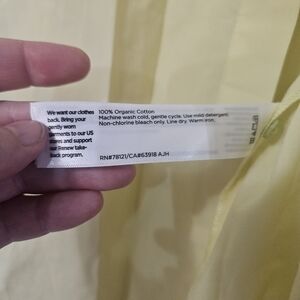 We want our clothes
back. Bring your
gently worn
garments to our US
stores and support
our Renew take-
back program.
100% Organic Cotton
Machine wash cold, gentle cycle. Use mild detergent.
Non-chlorine bleach only. Line dry. Warm iron.
RN#78121/CA#63918 AJH